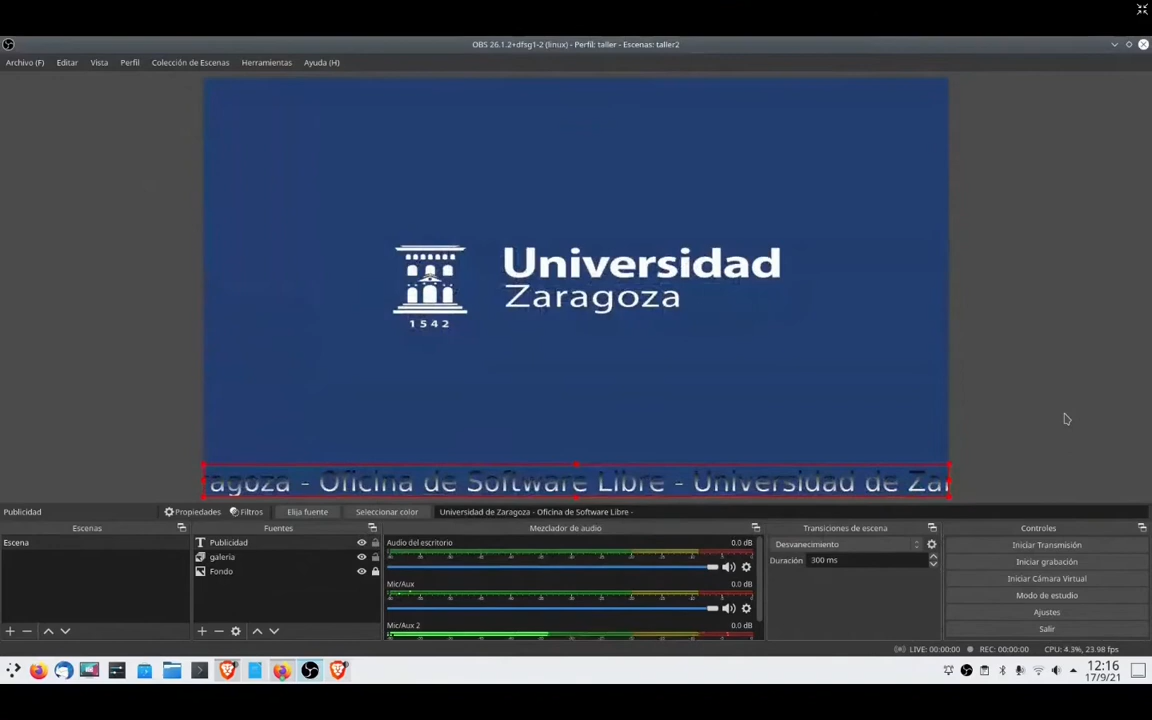 OBS 26.1.2+dfsg1-2 (linux) - Perfil: taller - Escenas: taller2
Archivo (F) Editar Vista Perfil Colección de Escenas Herramientas Ayuda (H)
Universidad
Zaragoza
1542
agoza - Oficina de Software Libre - Universidad de Zar
Publicidad Propiedades Filtros Elija fuente Seleccionar color Universidad de Zaragoza - Oficina de Software Libre -
Escenas Fuentes Mezclador de audio Transiciones de escena Controles
Escena
Publicidad
galeria
Fondo
Audio del escritorio 0.0 dB
Mic/Aux 0.0 dB
Mic/Aux 2 0.0 dB
Desvanecimiento
Duración 300 ms
Iniciar Transmisión
Iniciar grabación
Iniciar Cámara Virtual
Modo de estudio
Ajustes
Salir
LIVE: 00:00:00 REC: 00:00:00 CPU: 4.3%, 23.98 fps
12:16
17/9/21